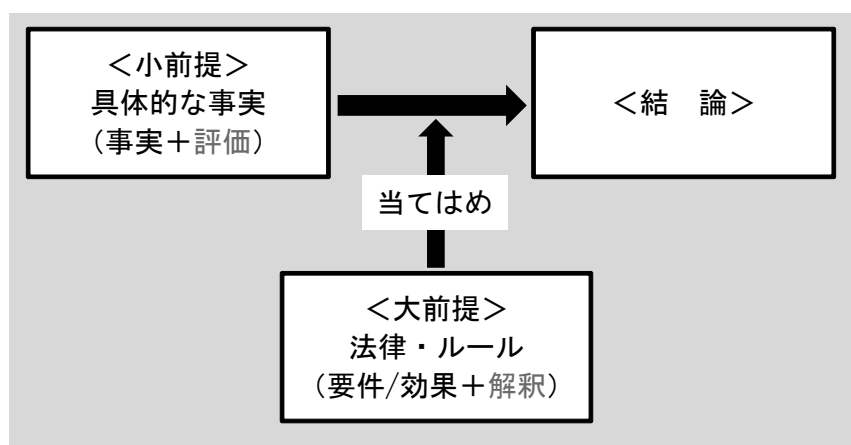 ＜小前提＞
具体的な事実
（事実＋評価）
＜結　論＞
当てはめ
＜大前提＞
法律・ルール
（要件/効果＋解釈）